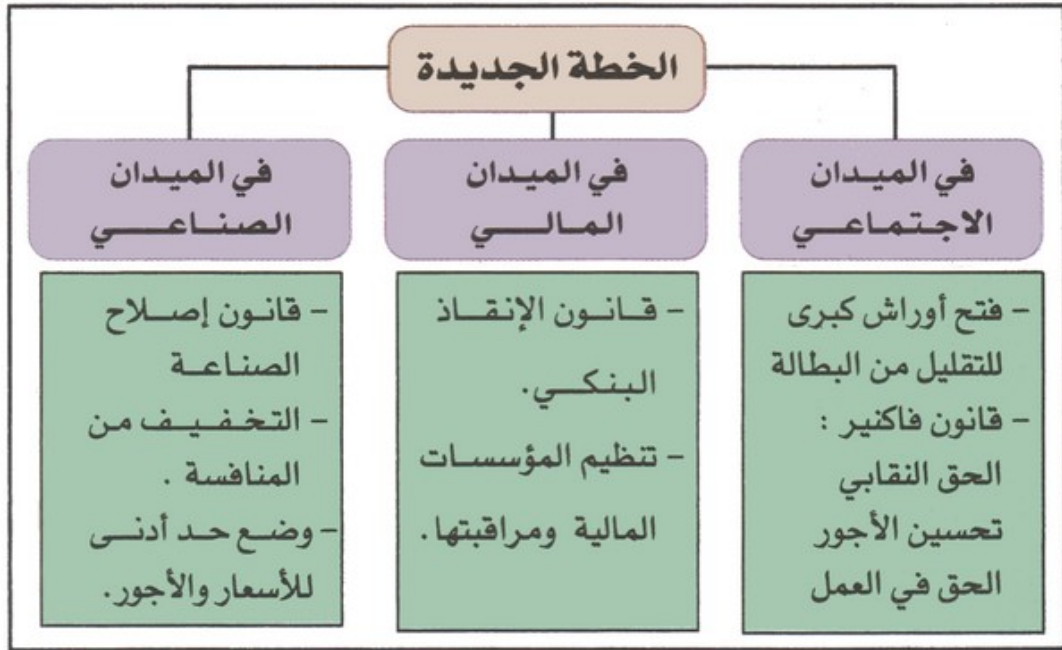 الخطة الجديدة
في الميدان
الاجتماعي
– فتح أوراش كبرى
للتقليل من البطالة
– قانون فاكنير :
الحق النقابي
تحسين الأجور
الحق في العمل
في الميدان
المالي
– قانون الإنقاذ
البنكي.
– تنظيم المؤسسات
المالية ومراقبتها.
في الميدان
الصناعي
– قانون إصلاح
الصناعة
– التخفيف من
المنافسة .
– وضع حد أدنى
للأسعار والأجور.